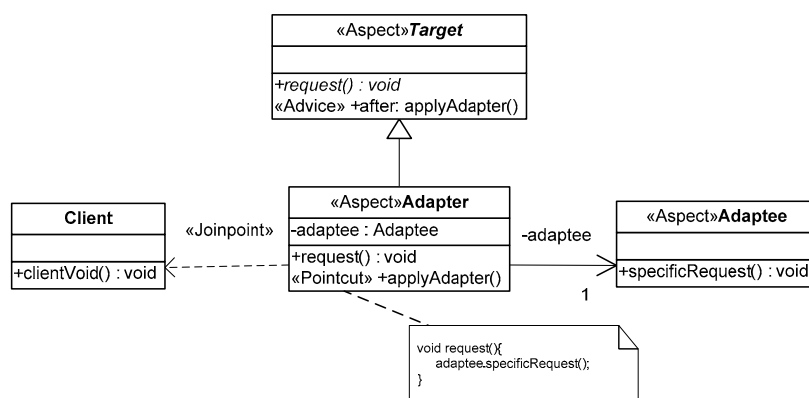 «Aspect»Target
+request() : void
«Advice» +after: applyAdapter()
Client
+clientVoid() : void
«Joinpoint»
«Aspect»Adapter
-adaptee : Adaptee
+request() : void
«Pointcut» +applyAdapter()
-adaptee
1
«Aspect»Adaptee
+specificRequest() : void
void request(){
adaptee.specificRequest();
}